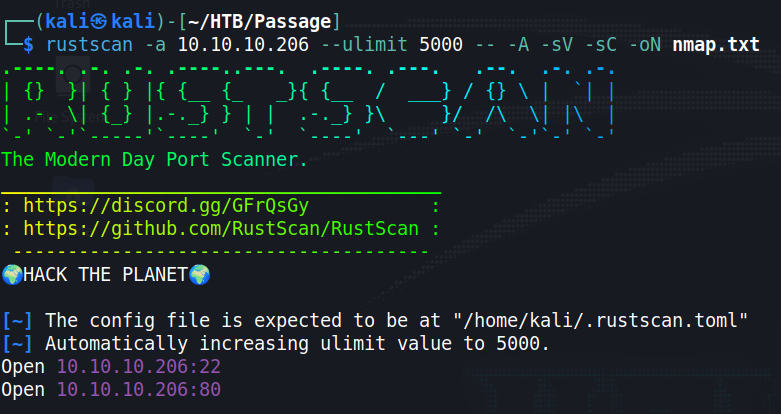 ┌──(kali㉿kali)-[~/HTB/Passage]
└─$ rustscan -a 10.10.10.206 --ulimit 5000 -- -A -sV -sC -oN nmap.txt
.----. .-. .-. .----..---.  .----. .---.   .--.  .-. .-.
| {}  }| { } |{ {__ {_   _}{ {__  /  ___} / {} \ |  `| |
| .-. \| {_} |.-._} } | |  .-._} }\     }/  /\  \| |\  |
`-' `-'`-----'`----'  `-'  `----'  `---' `-'  `-'`-' `-'
The Modern Day Port Scanner.
________________________________________
: https://discord.gg/GFrQsGy           :
: https://github.com/RustScan/RustScan :
 --------------------------------------
🌍HACK THE PLANET🌍
[~] The config file is expected to be at "/home/kali/.rustscan.toml"
[~] Automatically increasing ulimit value to 5000.
Open 10.10.10.206:22
Open 10.10.10.206:80